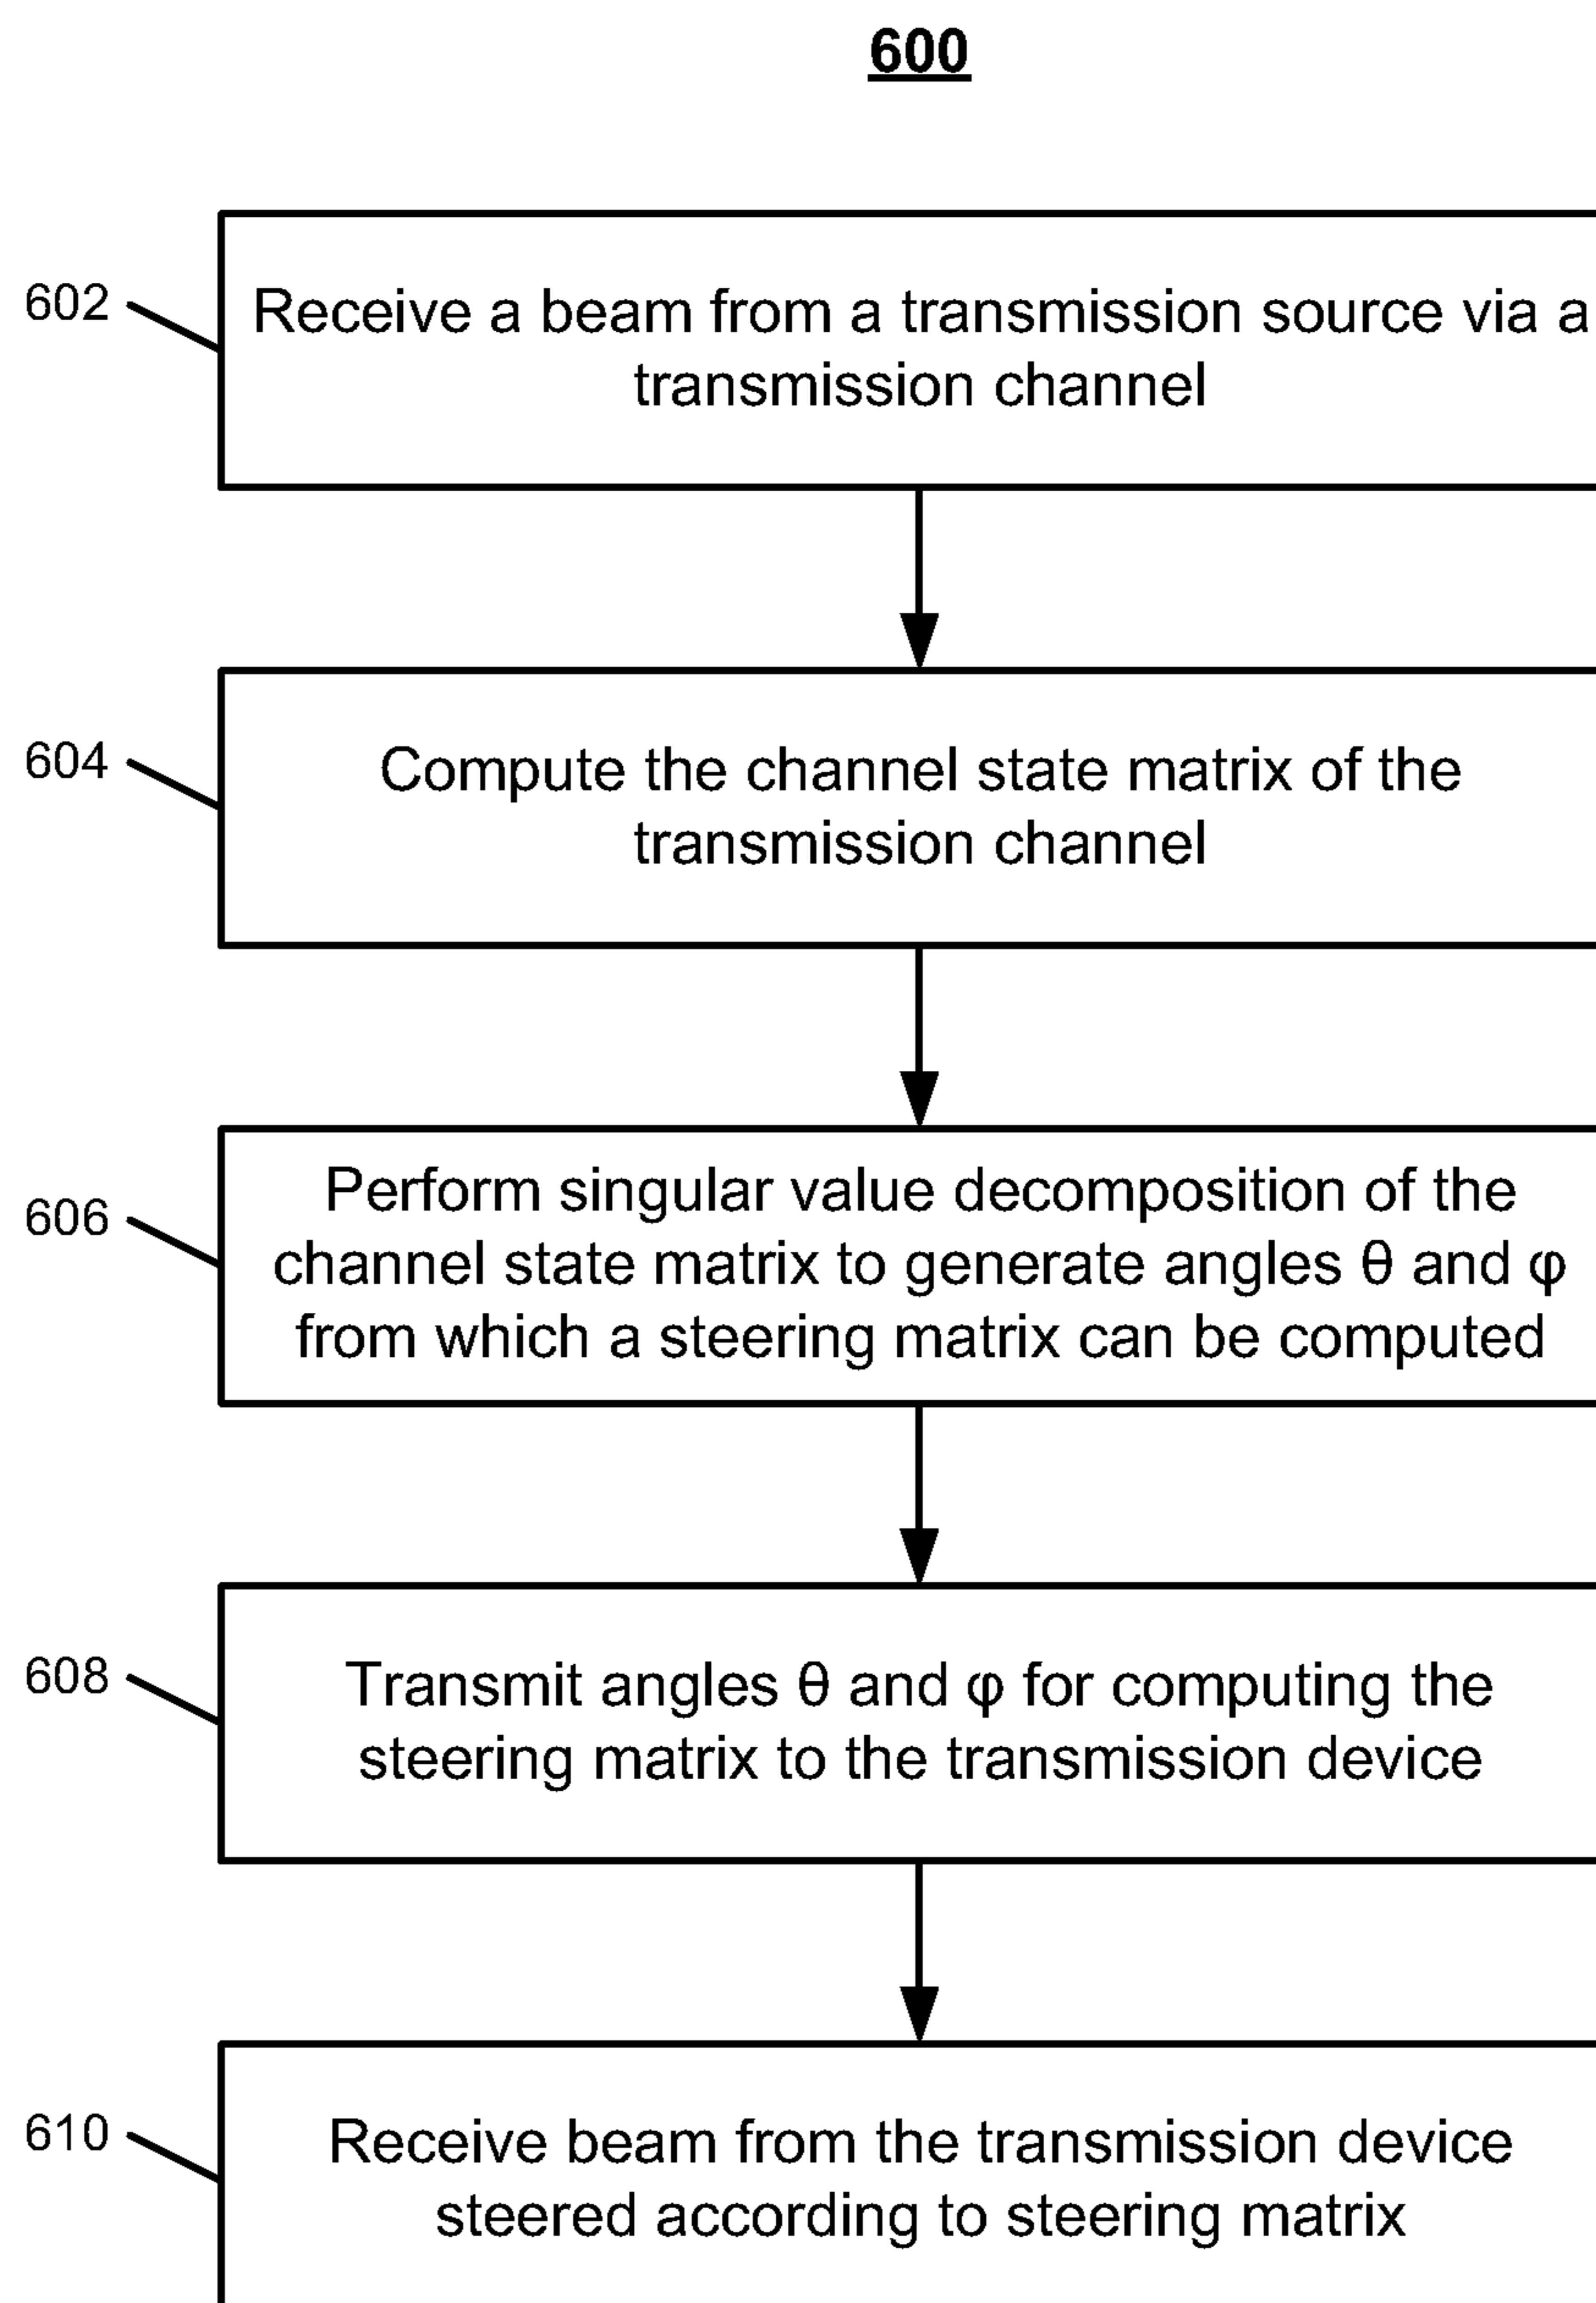 600
602
Receive a beam from a transmission source via a
transmission channel
604
Compute the channel state matrix of the
transmission channel
606
Perform singular value decomposition of the
channel state matrix to generate angles θ and φ
from which a steering matrix can be computed
608
Transmit angles θ and φ for computing the
steering matrix to the transmission device
610
Receive beam from the transmission device
steered according to steering matrix